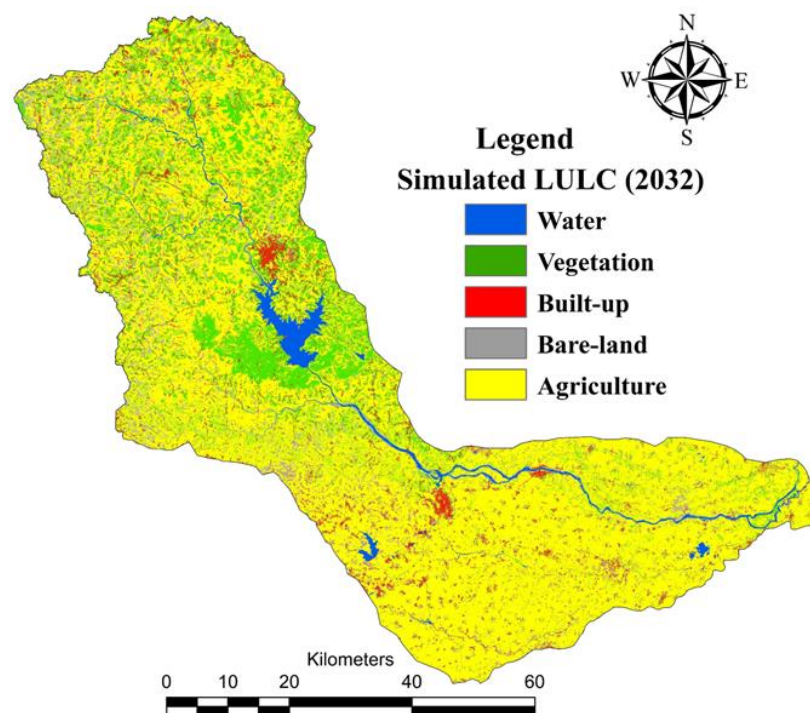 N
W E
S
Legend
Simulated LULC (2032)
Water
Vegetation
Built-up
Bare-land
Agriculture
Kilometers
0 10 20 40 60